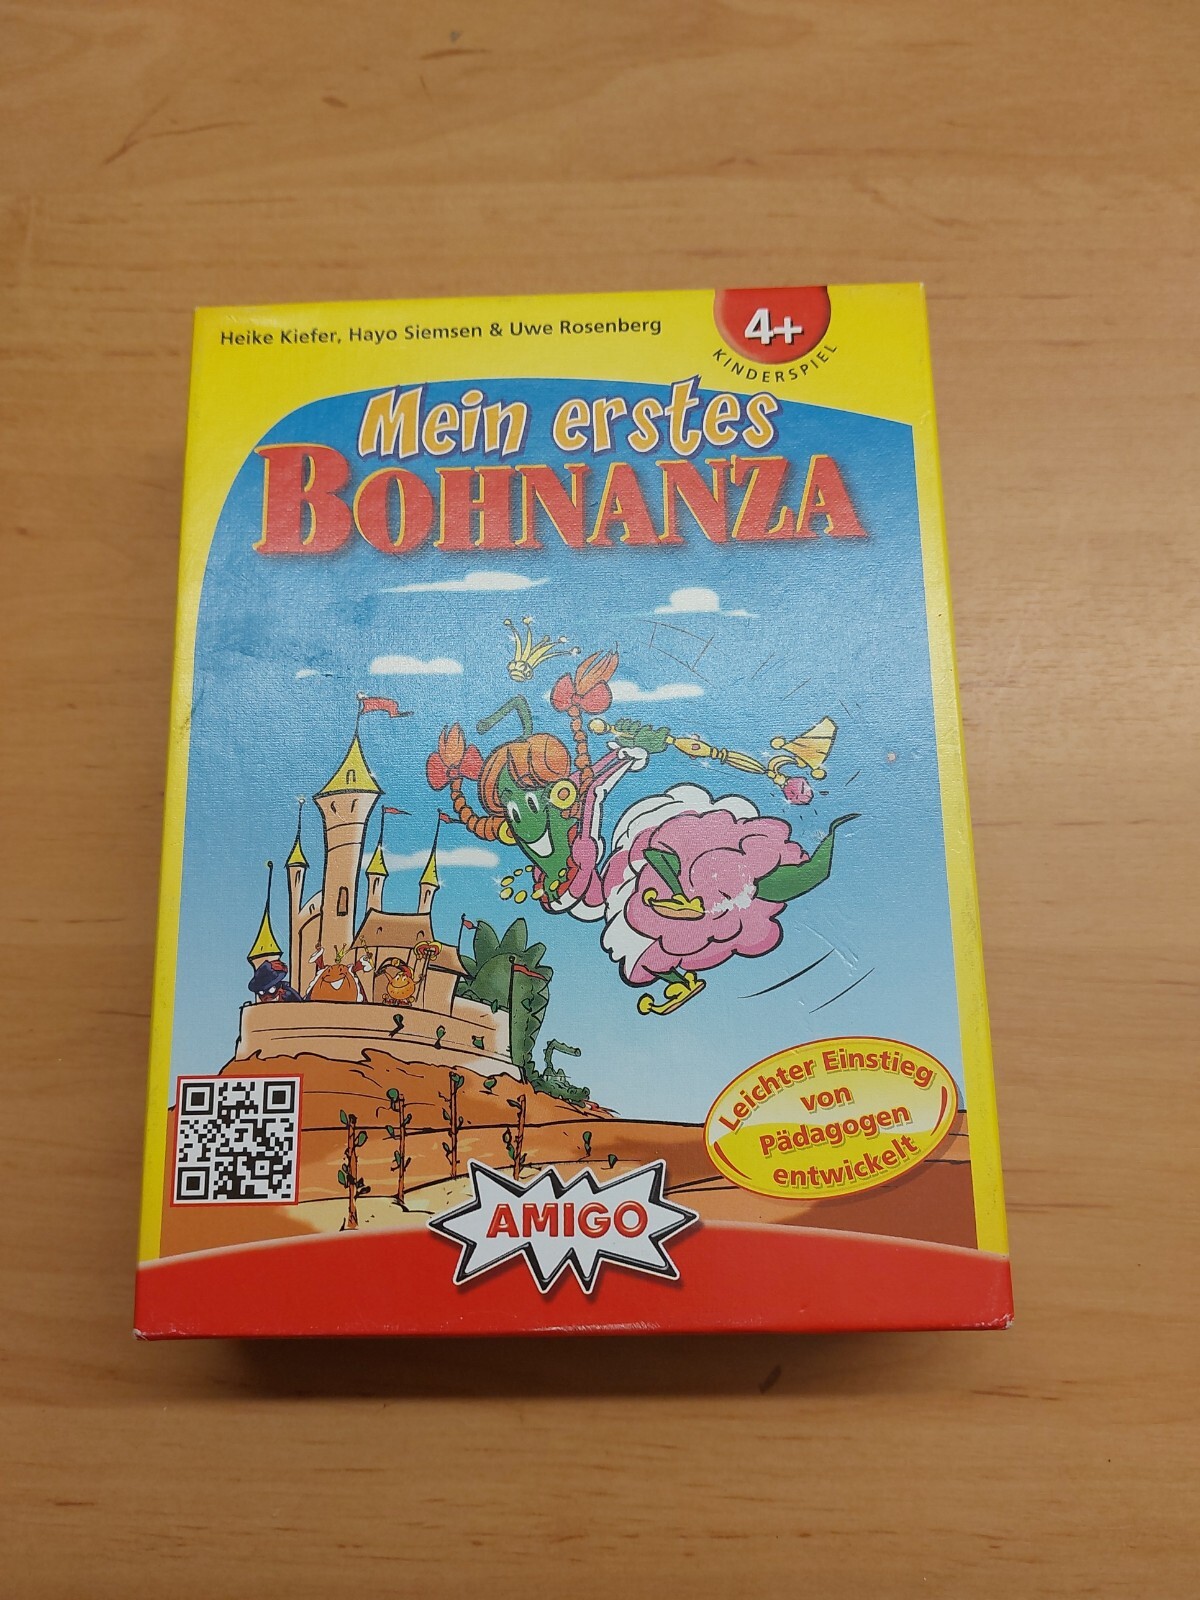 Heike Kiefer, Hayo Siemsen & Uwe Rosenberg
4+
KINDERSPIEL
Mein erstes
BOHNANZA
Leichter Einstieg
von
Pädagogen
entwickelt
AMIGO